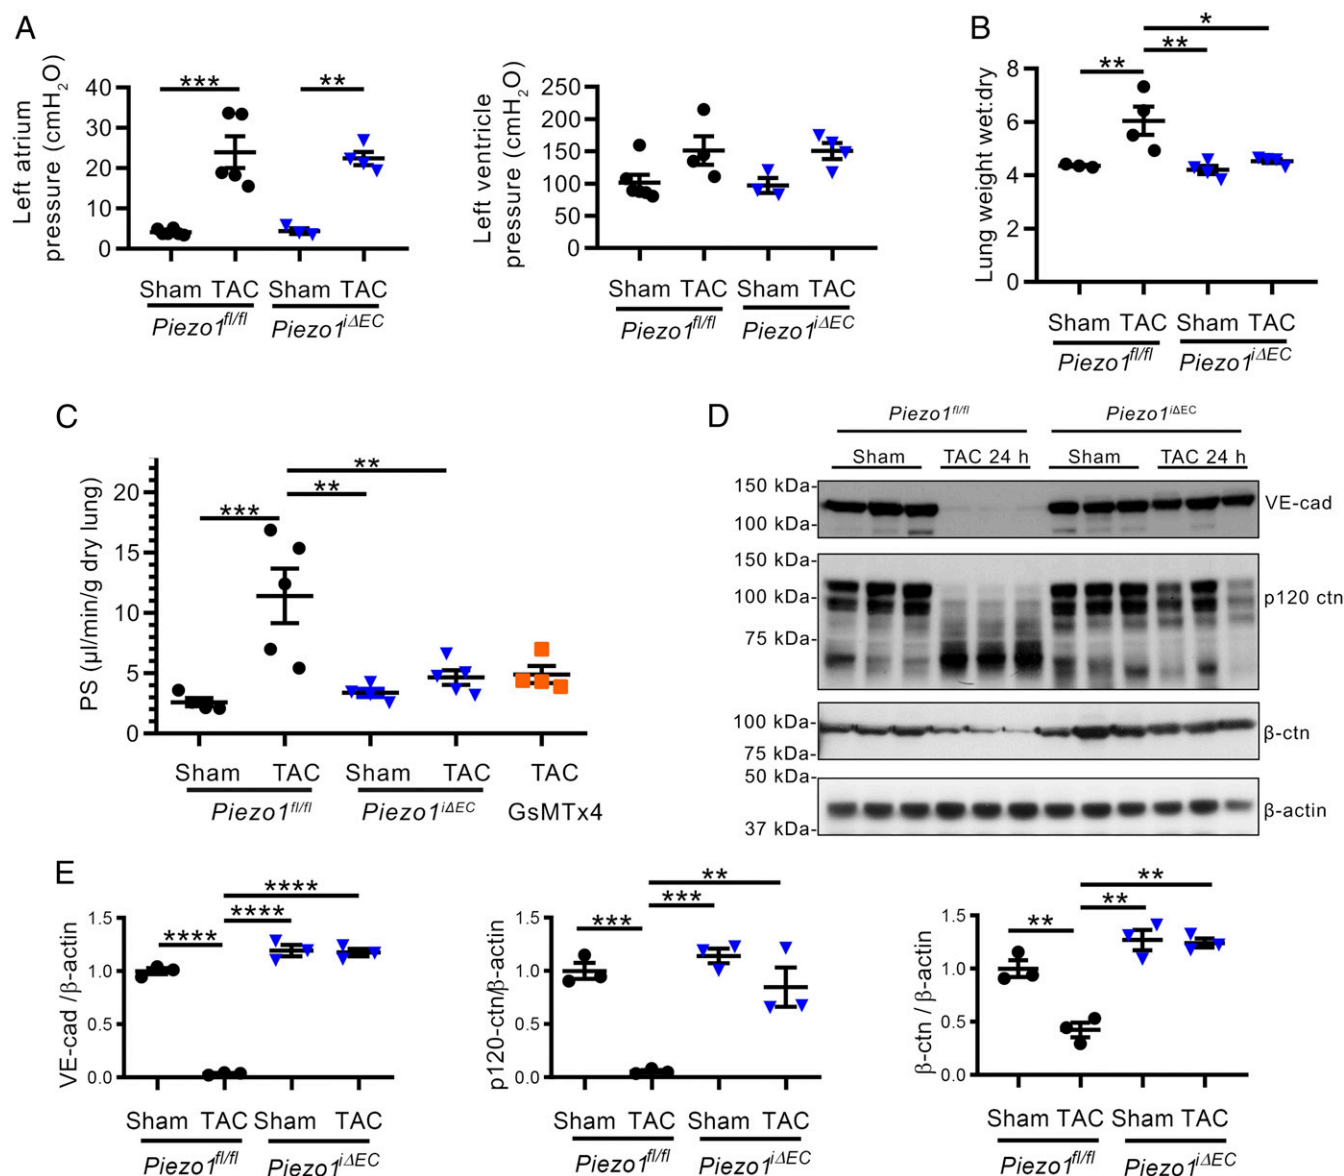 A
Left atrium
pressure (cmH2O)
40
30
20
10
0
***
**
Sham TAC Sham TAC
Piezo1fl/fl Piezo1iΔEC
Left ventricle
pressure (cmH2O)
250
200
150
100
50
0
Sham TAC Sham TAC
Piezo1fl/fl Piezo1iΔEC
B
Lung weight wet:dry
8
6
4
2
0
*
**
**
Sham TAC Sham TAC
Piezo1fl/fl Piezo1iΔEC
C
PS (µl/min/g dry lung)
20
15
10
5
0
**
**
***
Sham TAC Sham TAC TAC
Piezo1fl/fl Piezo1iΔEC GsMTx4
D
Piezo1fl/fl Piezo1iΔEC
Sham TAC 24 h Sham TAC 24 h
150 kDa-
100 kDa-
VE-cad
100 kDa-
75 kDa-
p120 ctn
100 kDa-
75 kDa-
β-ctn
50 kDa-
37 kDa-
β-actin
E
VE-cad /β-actin
1.5
1.0
0.5
0.0
****
****
****
Sham TAC Sham TAC
Piezo1fl/fl Piezo1iΔEC
p120-ctn/β-actin
1.5
1.0
0.5
0.0
**
***
***
Sham TAC Sham TAC
Piezo1fl/fl Piezo1iΔEC
β-ctn / β-actin
1.5
1.0
0.5
0.0
**
**
**
Sham TAC Sham TAC
Piezo1fl/fl Piezo1iΔEC